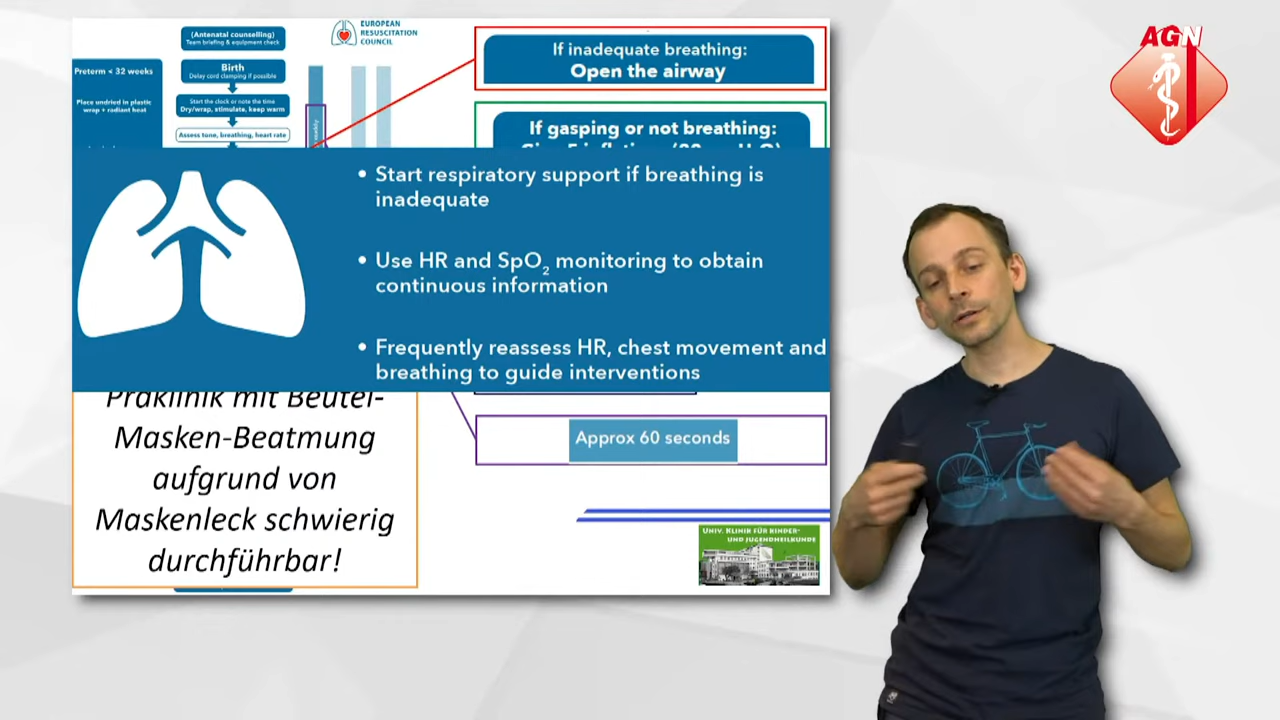 (Antenatal counselling)
Team briefing & equipment check
EUROPEAN
RESUSCITATION
COUNCIL
Preterm < 32 weeks
Place undried in plastic
wrap + radiant heat
Birth
Delay cord clamping if possible
Start the clock or note the time
Dry/wrap, stimulate, keep warm
Assess tone, breathing, heart rate
If inadequate breathing:
Open the airway
If gasping or not breathing:
• Start respiratory support if breathing is
inadequate
• Use HR and SpO2 monitoring to obtain
continuous information
• Frequently reassess HR, chest movement and
breathing to guide interventions
Präklinik mit Beutel-
Masken-Beatmung
aufgrund von
Maskenleck schwierig
durchführbar!
Approx 60 seconds
UNIV. KLINIK FÜR KINDER-
UND JUGENDHEILKUNDE
AGN